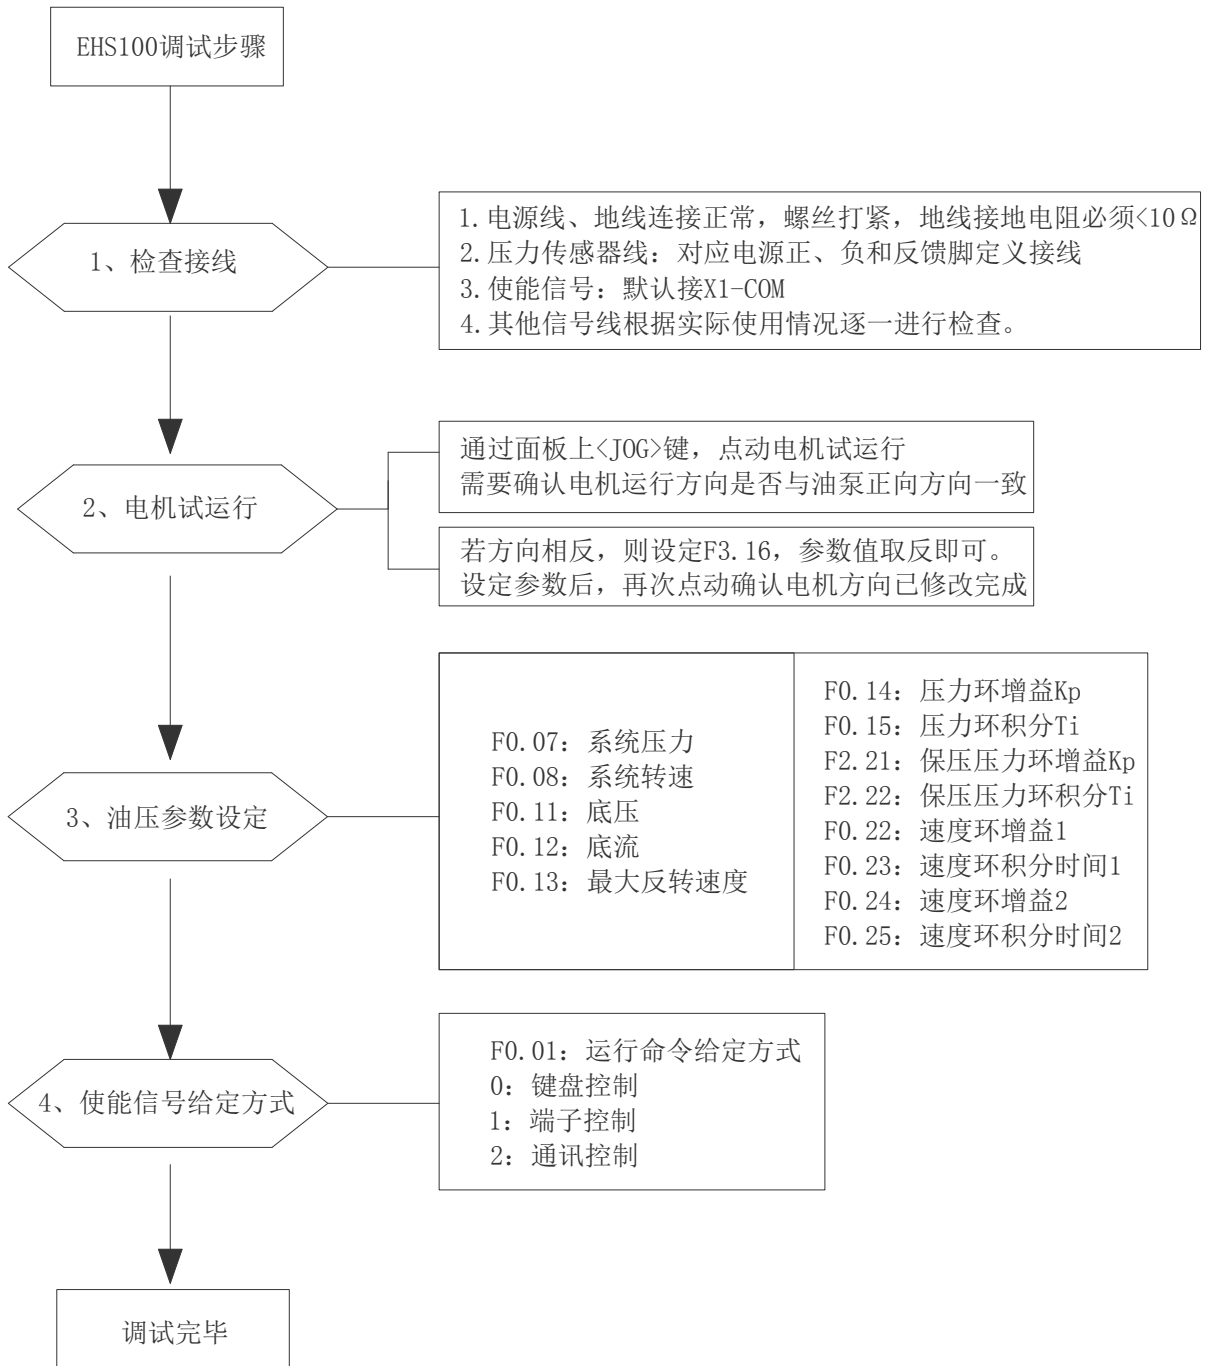 EHS100调试步骤
1、检查接线
1.电源线、地线连接正常，螺丝打紧，地线接地电阻必须<10Ω
2.压力传感器线：对应电源正、负和反馈脚定义接线
3.使能信号：默认接X1-COM
4.其他信号线根据实际使用情况逐一进行检查。
2、电机试运行
通过面板上<JOG>键，点动电机试运行
需要确认电机运行方向是否与油泵正向方向一致
若方向相反，则设定F3.16，参数值取反即可。
设定参数后，再次点动确认电机方向已修改完成
3、油压参数设定
F0.07：系统压力
F0.08：系统转速
F0.11：底压
F0.12：底流
F0.13：最大反转速度
F0.14：压力环增益Kp
F0.15：压力环积分Ti
F2.21：保压压力环增益Kp
F2.22：保压压力环积分Ti
F0.22：速度环增益1
F0.23：速度环积分时间1
F0.24：速度环增益2
F0.25：速度环积分时间2
4、使能信号给定方式
F0.01：运行命令给定方式
0：键盘控制
1：端子控制
2：通讯控制
调试完毕